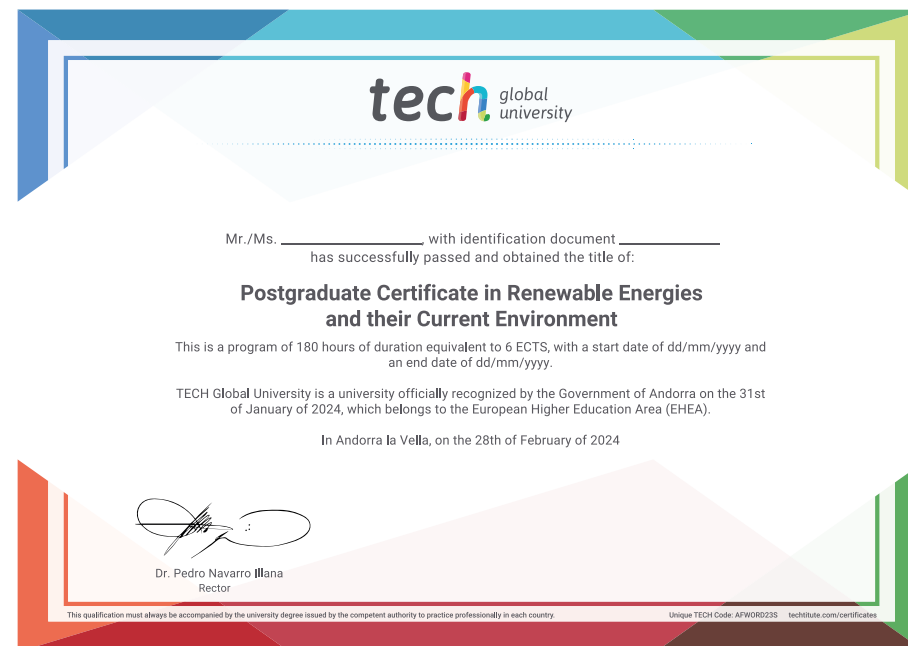 tech global
university
Mr./Ms. ____________________, with identification document ______________
has successfully passed and obtained the title of:
Postgraduate Certificate in Renewable Energies
and their Current Environment
This is a program of 180 hours of duration equivalent to 6 ECTS, with a start date of dd/mm/yyyy and
an end date of dd/mm/yyyy.
TECH Global University is a university officially recognized by the Government of Andorra on the 31st
of January of 2024, which belongs to the European Higher Education Area (EHEA).
In Andorra la Vella, on the 28th of February of 2024
Dr. Pedro Navarro Illana
Rector
This qualification must always be accompanied by the university degree issued by the competent authority to practice professionally in each country.
Unique TECH Code: AFWORD23S techtitute.com/certificates